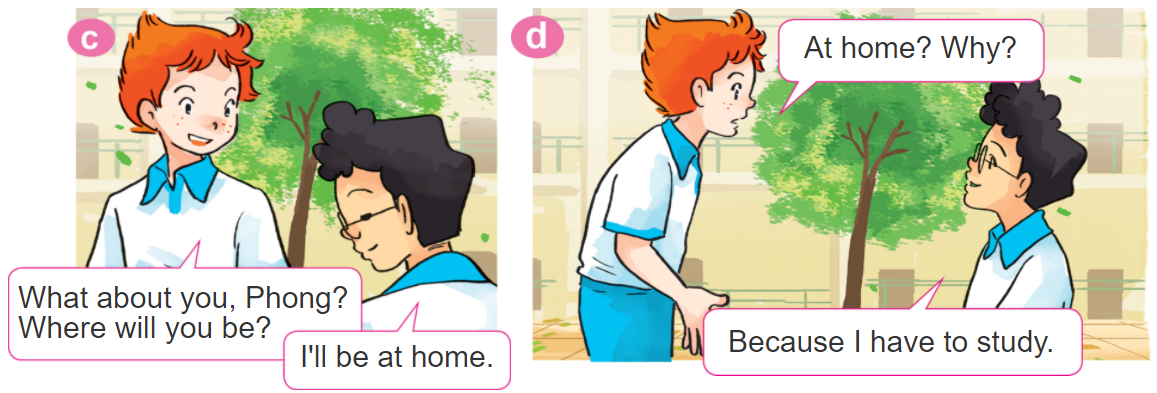 c
What about you, Phong?
Where will you be?
I'll be at home.
d
At home? Why?
Because I have to study.